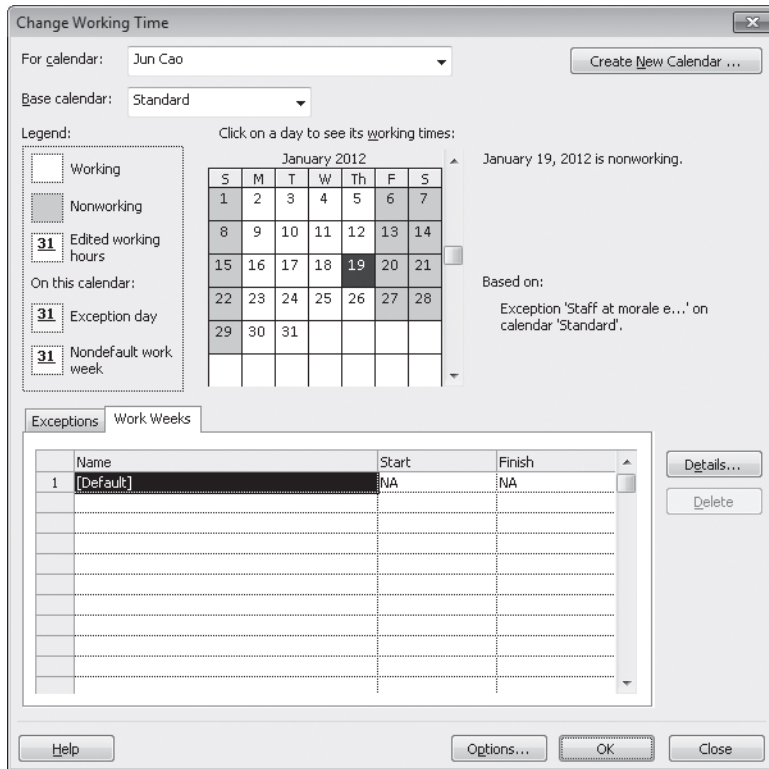 Change Working Time
For calendar: Jun Cao
Create New Calendar ...
Base calendar: Standard
Legend:
Click on a day to see its working times:
Working
Nonworking
31 Edited working hours
On this calendar:
31 Exception day
31 Nondefault work week
January 2012
S M T W Th F S
1 2 3 4 5 6 7
8 9 10 11 12 13 14
15 16 17 18 19 20 21
22 23 24 25 26 27 28
29 30 31
January 19, 2012 is nonworking.
Based on:
Exception 'Staff at morale e...' on
calendar 'Standard'.
Exceptions Work Weeks
Name Start Finish
1 [Default] NA NA
Details...
Delete
Help
Options...
OK
Close